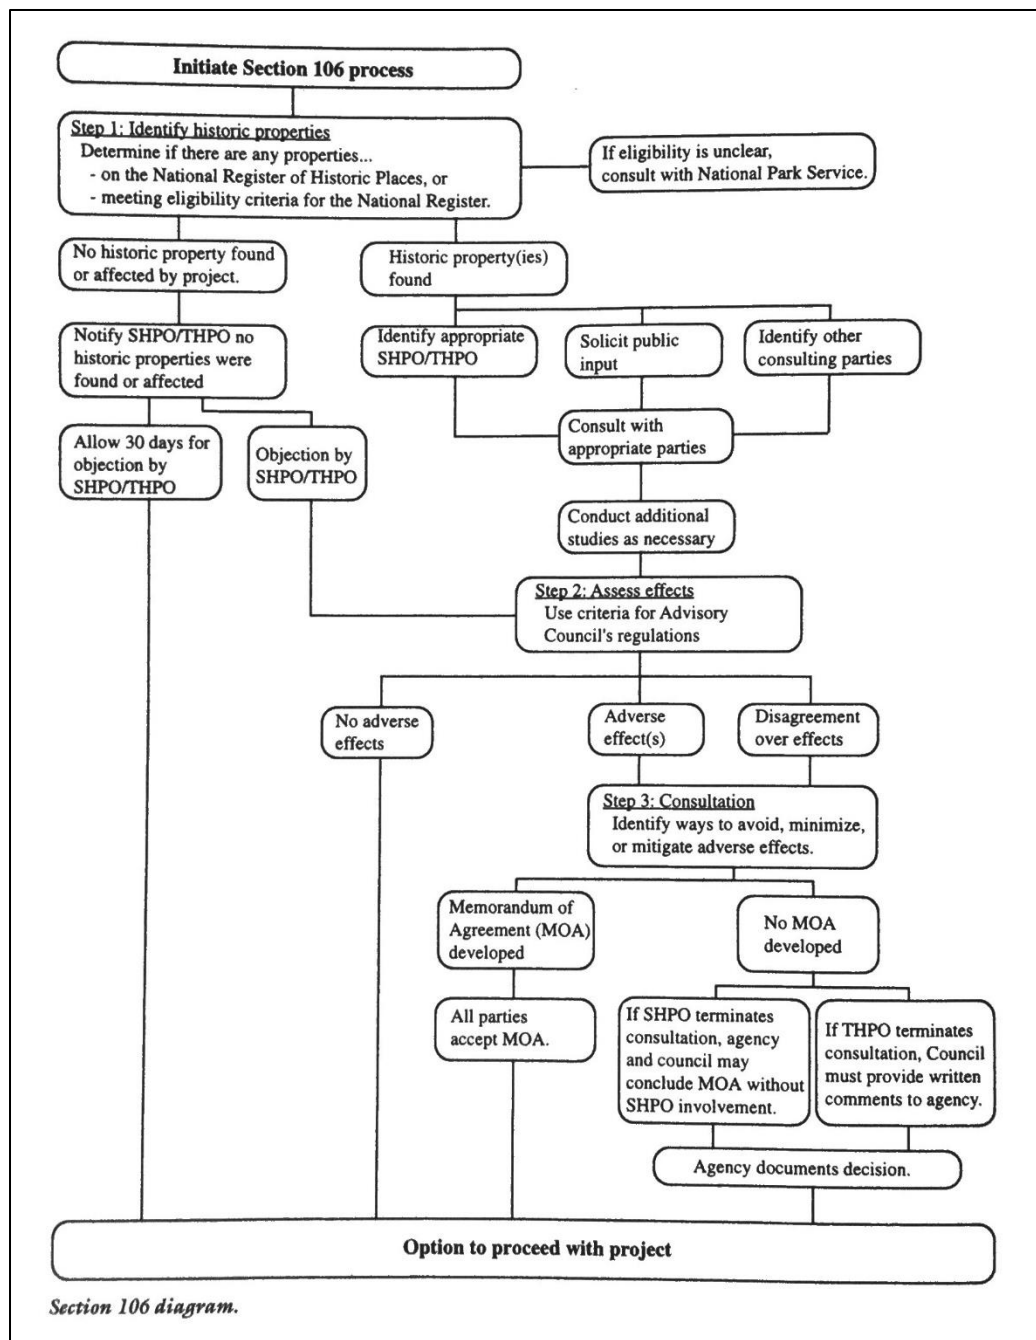 Initiate Section 106 process
Step 1: Identify historic properties
Determine if there are any properties...
- on the National Register of Historic Places, or
- meeting eligibility criteria for the National Register.
If eligibility is unclear,
consult with National Park Service.
No historic property found
or affected by project.
Historic property(ies)
found
Notify SHPO/THPO no
historic properties were
found or affected
Identify appropriate
SHPO/THPO
Solicit public
input
Identify other
consulting parties
Allow 30 days for
objection by
SHPO/THPO
Objection by
SHPO/THPO
Consult with
appropriate parties
Conduct additional
studies as necessary
Step 2: Assess effects
Use criteria for Advisory
Council's regulations
No adverse
effects
Adverse
effect(s)
Disagreement
over effects
Step 3: Consultation
Identify ways to avoid, minimize,
or mitigate adverse effects.
Memorandum of
Agreement (MOA)
developed
No MOA
developed
All parties
accept MOA.
If SHPO terminates
consultation, agency
and council may
conclude MOA without
SHPO involvement.
If THPO terminates
consultation, Council
must provide written
comments to agency.
Agency documents decision.
Option to proceed with project
Section 106 diagram.